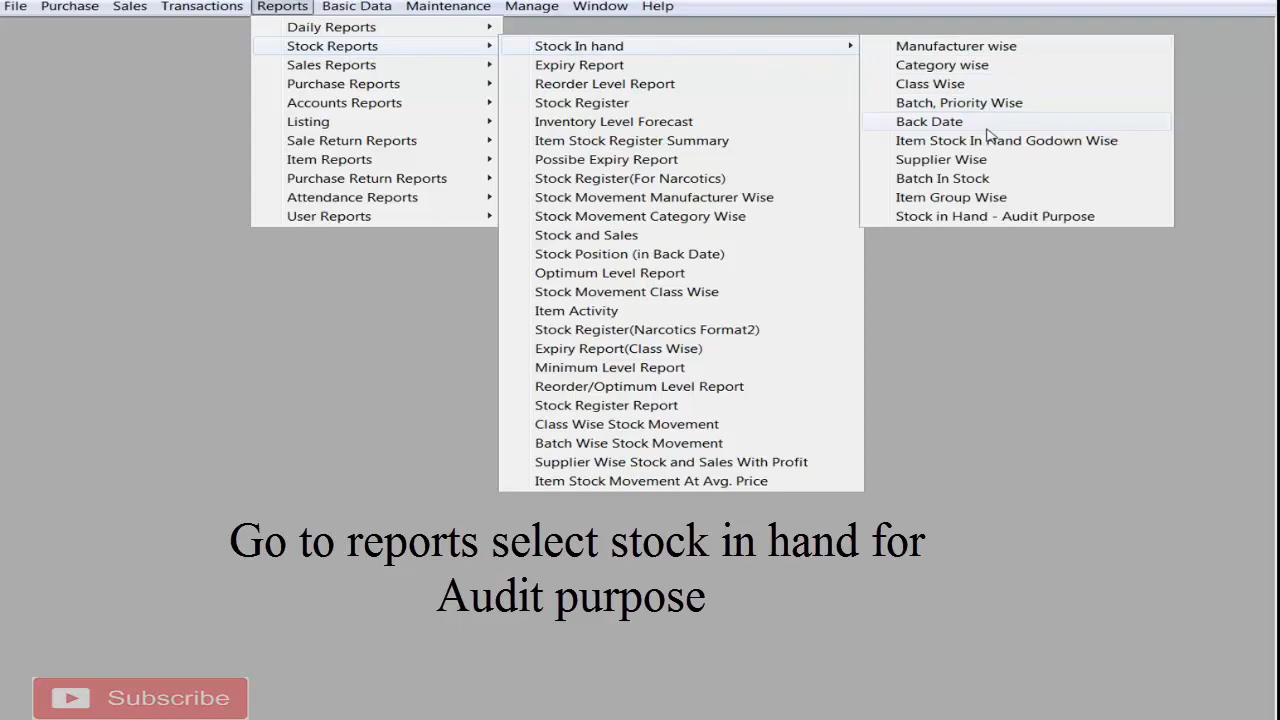 File Purchase Sales Transactions Reports Basic Data Maintenance Manage Window Help
Daily Reports
Stock Reports
Sales Reports
Purchase Reports
Accounts Reports
Listing
Sale Return Reports
Item Reports
Purchase Return Reports
Attendance Reports
User Reports
Stock In hand
Expiry Report
Reorder Level Report
Stock Register
Inventory Level Forecast
Item Stock Register Summary
Possibe Expiry Report
Stock Register(For Narcotics)
Stock Movement Manufacturer Wise
Stock Movement Category Wise
Stock and Sales
Stock Position (in Back Date)
Optimum Level Report
Stock Movement Class Wise
Item Activity
Stock Register(Narcotics Format2)
Expiry Report(Class Wise)
Minimum Level Report
Reorder/Optimum Level Report
Stock Register Report
Class Wise Stock Movement
Batch Wise Stock Movement
Supplier Wise Stock and Sales With Profit
Item Stock Movement At Avg. Price
Manufacturer wise
Category wise
Class Wise
Batch, Priority Wise
Back Date
Item Stock In Hand Godown Wise
Supplier Wise
Batch In Stock
Item Group Wise
Stock in Hand - Audit Purpose
Go to reports select stock in hand for
Audit purpose
Subscribe